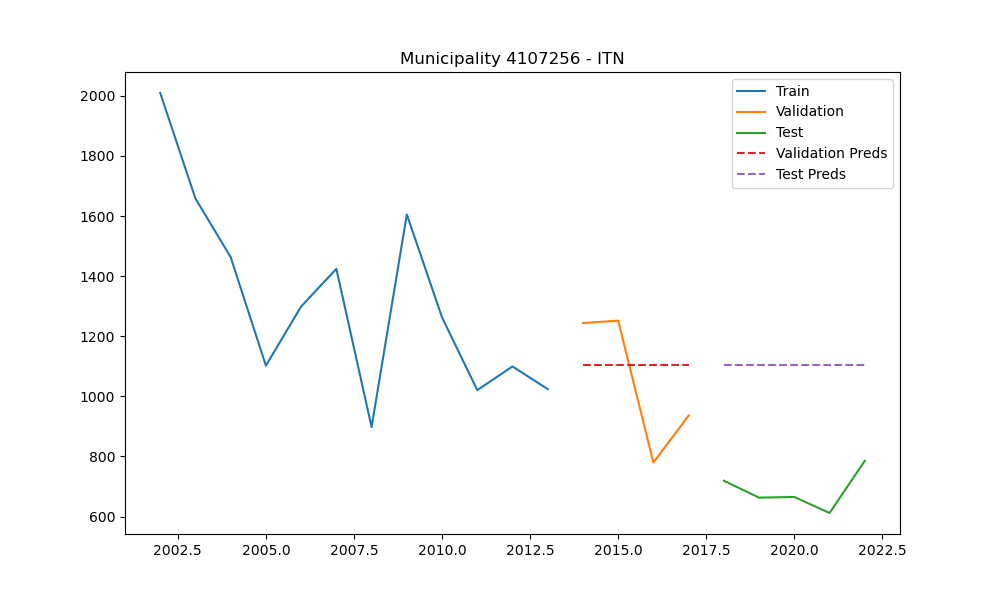 Municipality 4107256 - ITN
Train
Validation
Test
Validation Preds
Test Preds
2000
1800
1600
1400
1200
1000
800
600
2002.5 2005.0 2007.5 2010.0 2012.5 2015.0 2017.5 2020.0 2022.5